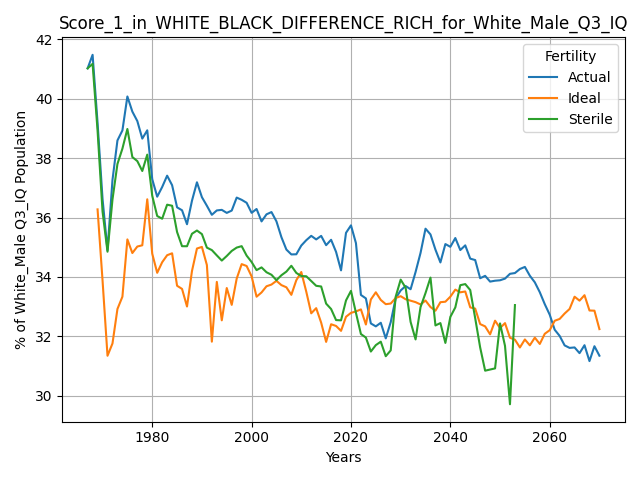 Score_1_in_WHITE_BLACK_DIFFERENCE_RICH_for_White_Male_Q3_IQ
% of White_Male Q3_IQ Population
42
40
38
36
34
32
30
Fertility
Actual
Ideal
Sterile
1980
2000
2020
2040
2060
Years